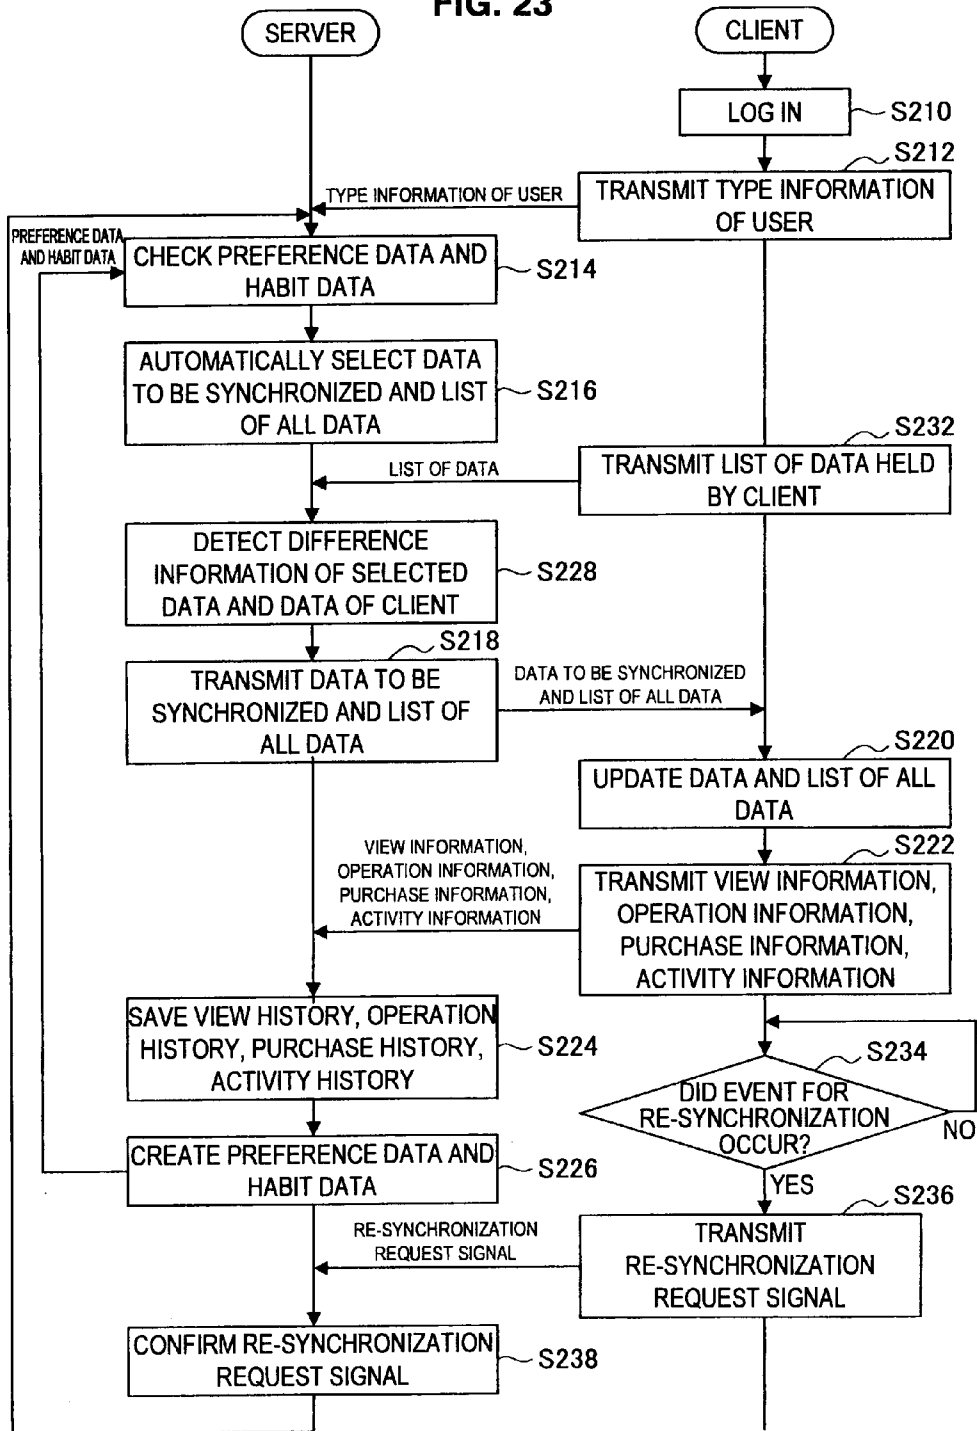 FIG. 23
SERVER
CLIENT
LOG IN
S210
S212
TRANSMIT TYPE INFORMATION
OF USER
TYPE INFORMATION OF USER
PREFERENCE DATA
AND HABIT DATA
CHECK PREFERENCE DATA AND
HABIT DATA
S214
AUTOMATICALLY SELECT DATA
TO BE SYNCHRONIZED AND LIST
OF ALL DATA
S216
S232
TRANSMIT LIST OF DATA HELD
BY CLIENT
LIST OF DATA
DETECT DIFFERENCE
INFORMATION OF SELECTED
DATA AND DATA OF CLIENT
S228
S218
TRANSMIT DATA TO BE
SYNCHRONIZED AND LIST OF
ALL DATA
DATA TO BE SYNCHRONIZED
AND LIST OF ALL DATA
S220
UPDATE DATA AND LIST OF ALL
DATA
S222
TRANSMIT VIEW INFORMATION,
OPERATION INFORMATION,
PURCHASE INFORMATION,
ACTIVITY INFORMATION
VIEW INFORMATION,
OPERATION INFORMATION,
PURCHASE INFORMATION,
ACTIVITY INFORMATION
SAVE VIEW HISTORY, OPERATION
HISTORY, PURCHASE HISTORY,
ACTIVITY HISTORY
S224
S234
DID EVENT FOR
RE-SYNCHRONIZATION
OCCUR?
NO
YES
CREATE PREFERENCE DATA AND
HABIT DATA
S226
S236
TRANSMIT
RE-SYNCHRONIZATION
REQUEST SIGNAL
RE-SYNCHRONIZATION
REQUEST SIGNAL
CONFIRM RE-SYNCHRONIZATION
REQUEST SIGNAL
S238